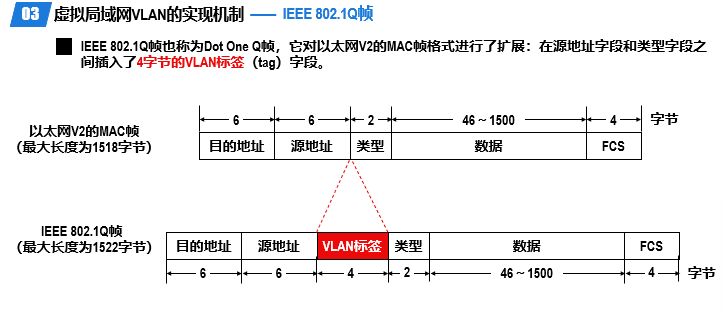 03 虚拟局域网VLAN的实现机制 —— IEEE 802.1Q帧
IEEE 802.1Q帧也称为Dot One Q帧，它对以太网V2的MAC帧格式进行了扩展：在源地址字段和类型字段之
间插入了4字节的VLAN标签（tag）字段。
6 6 2 46～1500 4 字节
以太网V2的MAC帧
（最大长度为1518字节）
目的地址 源地址 类型 数据 FCS
IEEE 802.1Q帧
（最大长度为1522字节）
目的地址 源地址 VLAN标签 类型 数据 FCS
6 6 4 2 46～1500 4 字节